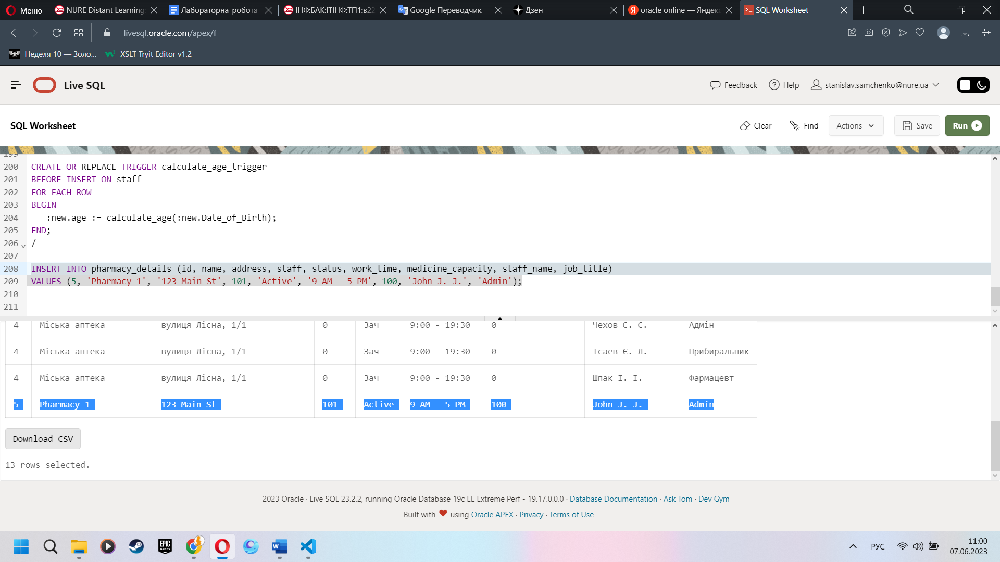 Меню
NURE Distant Learning
Лабораторна_робота_
ІНФ:БАК:ІТІНФ:ТП1:в22
Google Переводчик
Дзен
oracle online — Яндекс
SQL Worksheet
livesql.oracle.com/apex/f
Неделя 10 — Золо...
XSLT Tryit Editor v1.2
Live SQL
Feedback
Help
stanislav.samchenko@nure.ua
SQL Worksheet
Clear
Find
Actions
Save
Run
199
200 CREATE OR REPLACE TRIGGER calculate_age_trigger
201 BEFORE INSERT ON staff
202 FOR EACH ROW
203 BEGIN
204 :new.age := calculate_age(:new.Date_of_Birth);
205 END;
206 /
207
208 INSERT INTO pharmacy_details (id, name, address, staff, status, work_time, medicine_capacity, staff_name, job_title)
209 VALUES (5, 'Pharmacy 1', '123 Main St', 101, 'Active', '9 AM - 5 PM', 100, 'John J. J.', 'Admin');
210
211
4 Міська аптека вулиця Лісна, 1/1 0 Зач 9:00 - 19:30 0 Чехов С. С. Адмін
4 Міська аптека вулиця Лісна, 1/1 0 Зач 9:00 - 19:30 0 Ісаев Є. Л. Прибиральник
4 Міська аптека вулиця Лісна, 1/1 0 Зач 9:00 - 19:30 0 Шпак І. І. Фармацевт
5 Pharmacy 1 123 Main St 101 Active 9 AM - 5 PM 100 John J. J. Admin
Download CSV
13 rows selected.
2023 Oracle · Live SQL 23.2.2, running Oracle Database 19c EE Extreme Perf - 19.17.0.0.0 · Database Documentation · Ask Tom · Dev Gym
Built with ❤ using Oracle APEX · Privacy · Terms of Use
EPIC GAMES
РУС
11:00
07.06.2023